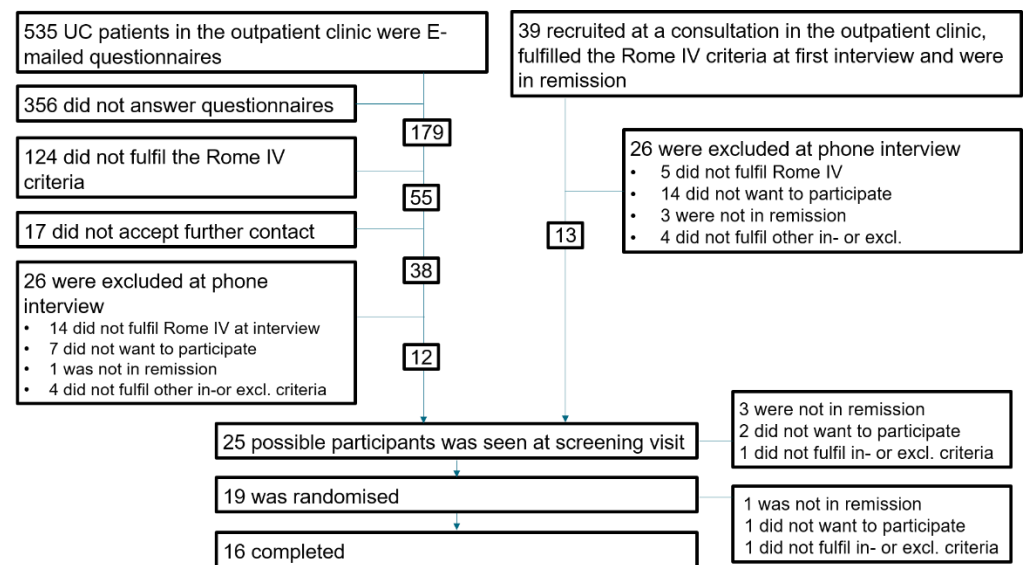 535 UC patients in the outpatient clinic were E-
mailed questionnaires
39 recruited at a consultation in the outpatient clinic,
fulfilled the Rome IV criteria at first interview and were
in remission
356 did not answer questionnaires
179
124 did not fulfil the Rome IV
criteria
55
17 did not accept further contact
38
26 were excluded at phone
interview
• 14 did not fulfil Rome IV at interview
• 7 did not want to participate
• 1 was not in remission
• 4 did not fulfil other in-or excl. criteria
12
26 were excluded at phone interview
• 5 did not fulfil Rome IV
• 14 did not want to participate
• 3 were not in remission
• 4 did not fulfil other in- or excl.
13
25 possible participants was seen at screening visit
3 were not in remission
2 did not want to participate
1 did not fulfil in- or excl. criteria
19 was randomised
1 was not in remission
1 did not want to participate
1 did not fulfil in- or excl. criteria
16 completed